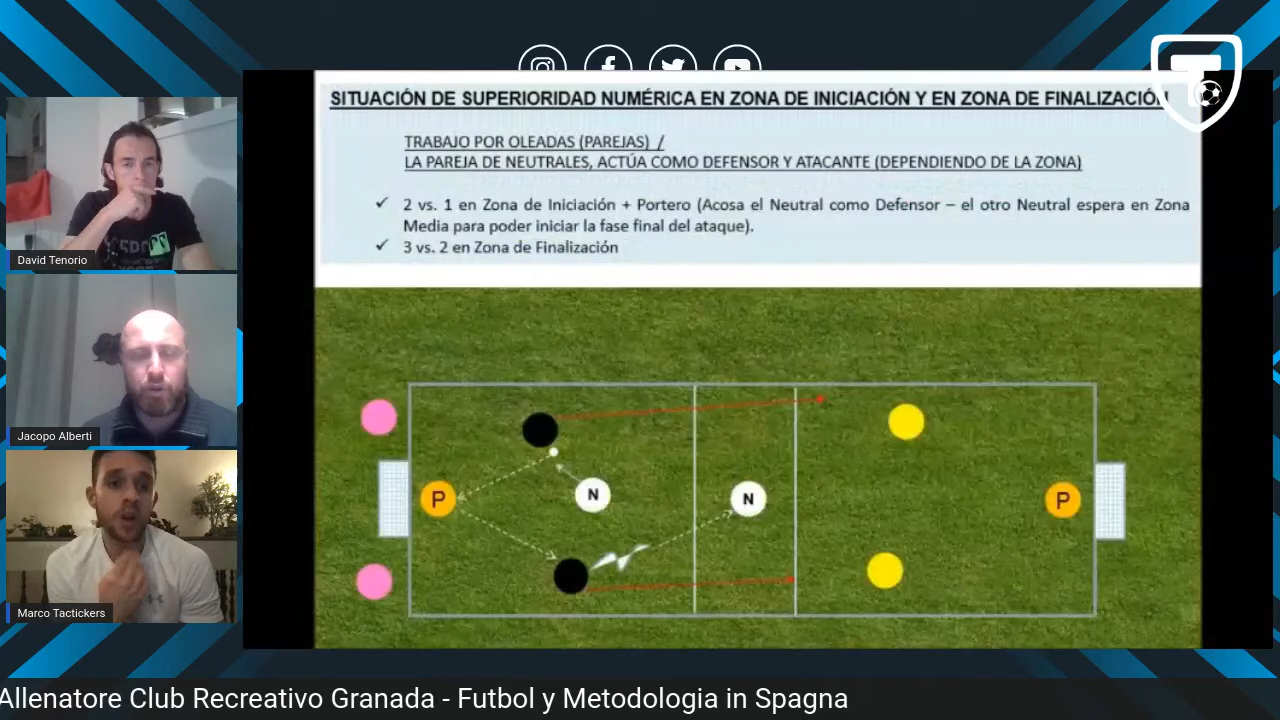 SITUACIÓN DE SUPERIORIDAD NUMÉRICA EN ZONA DE INICIACIÓN Y EN ZONA DE FINALIZACIÓN
TRABAJO POR OLEADAS (PAREJAS) /
LA PAREJA DE NEUTRALES, ACTÚA COMO DEFENSOR Y ATACANTE (DEPENDIENDO DE LA ZONA)
✓ 2 vs. 1 en Zona de Iniciación + Portero (Acosa el Neutral como Defensor – el otro Neutral espera en Zona
Media para poder iniciar la fase final del ataque).
✓ 3 vs. 2 en Zona de Finalización
David Tenorio
Jacopo Alberti
Marco Tactickers
P
N
N
P
T
Allenatore Club Recreativo Granada - Futbol y Metodologia in Spagna